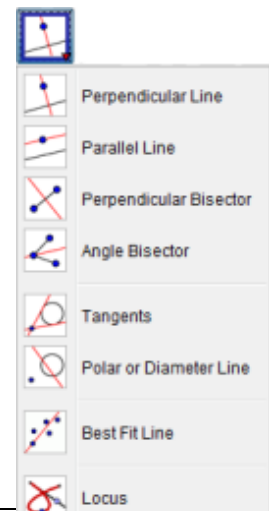 Perpendicular Line
Parallel Line
Perpendicular Bisector
Angle Bisector
Tangents
Polar or Diameter Line
Best Fit Line
Locus